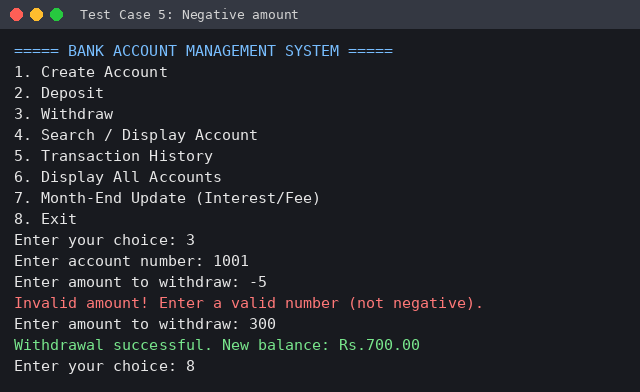 Test Case 5: Negative amount
===== BANK ACCOUNT MANAGEMENT SYSTEM =====
1. Create Account
2. Deposit
3. Withdraw
4. Search / Display Account
5. Transaction History
6. Display All Accounts
7. Month-End Update (Interest/Fee)
8. Exit
Enter your choice: 3
Enter account number: 1001
Enter amount to withdraw: -5
Invalid amount! Enter a valid number (not negative).
Enter amount to withdraw: 300
Withdrawal successful. New balance: Rs.700.00
Enter your choice: 8